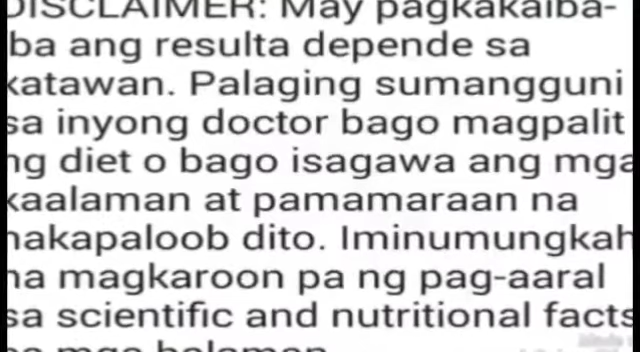 DISCLAIMER: May pagkakaiba-
ba ang resulta depende sa
katawan. Palaging sumangguni
sa inyong doctor bago magpalit
ng diet o bago isagawa ang mga
kaalaman at pamamaraan na
nakapaloob dito. Iminumungkah
na magkaroon pa ng pag-aaral
sa scientific and nutritional facts
mga halaman